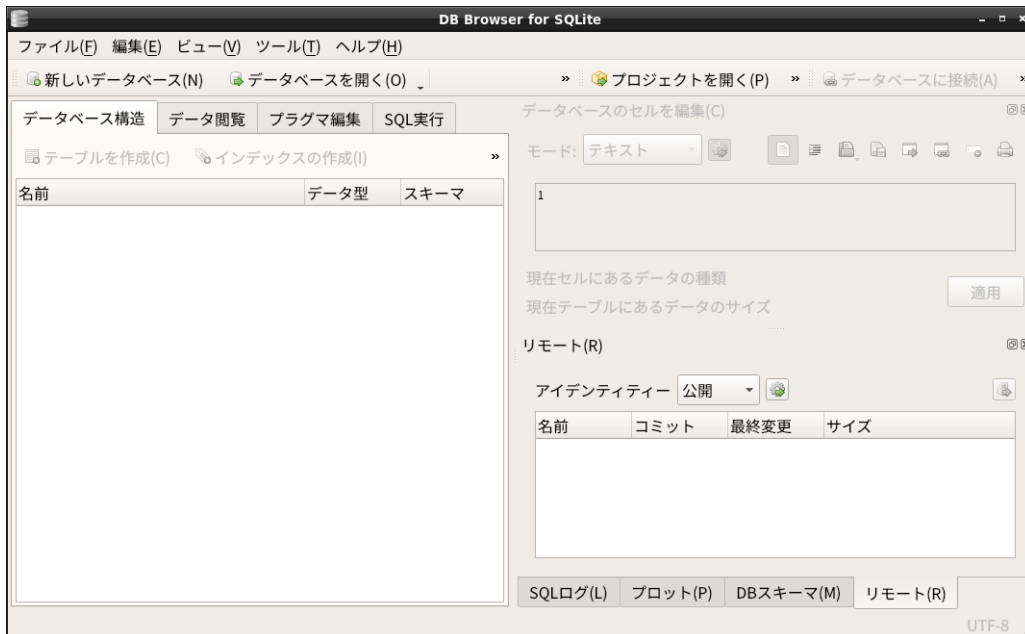 DB Browser for SQLite
ファイル(F) 編集(E) ビュー(V) ツール(T) ヘルプ(H)
新しいデータベース(N) データベースを開く(O) » プロジェクトを開く(P) » データベースに接続(A) »
データベース構造 データ閲覧 プラグマ編集 SQL実行
テーブルを作成(C) インデックスの作成(I) »
名前 データ型 スキーマ
データベースのセルを編集(C)
モード: テキスト
1
現在セルにあるデータの種類
現在テーブルにあるデータのサイズ
適用
リモート(R)
アイデンティティー 公開
名前 コミット 最終変更 サイズ
SQLログ(L) プロット(P) DBスキーマ(M) リモート(R)
UTF-8